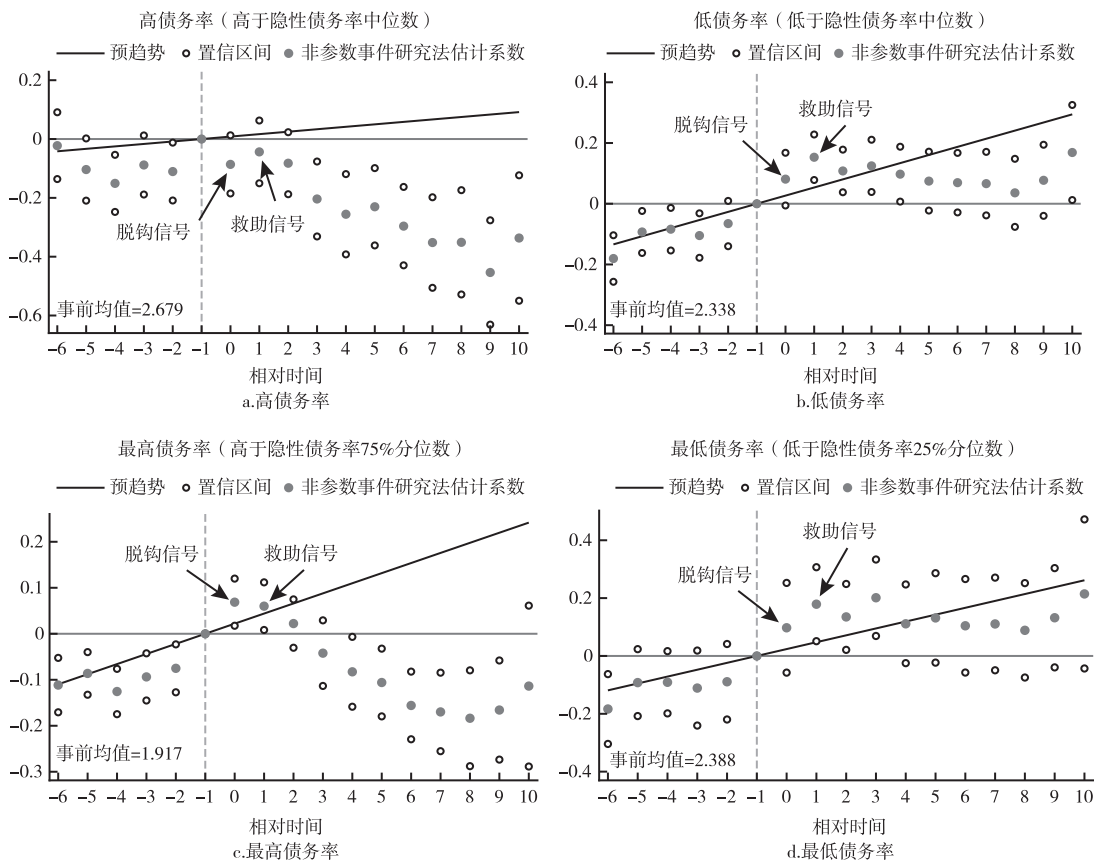 高债务率（高于隐性债务率中位数）
预趋势 置信区间 非参数事件研究法估计系数
0.2
0
−0.2
−0.4
−0.6
脱钩信号
救助信号
事前均值=2.679
−6 −5 −4 −3 −2 −1 0 1 2 3 4 5 6 7 8 9 10
相对时间
a.高债务率
低债务率（低于隐性债务率中位数）
预趋势 置信区间 非参数事件研究法估计系数
0.4
0.2
0
−0.2
−0.4
脱钩信号
救助信号
事前均值=2.338
−6 −5 −4 −3 −2 −1 0 1 2 3 4 5 6 7 8 9 10
相对时间
b.低债务率
最高债务率（高于隐性债务率75%分位数）
预趋势 置信区间 非参数事件研究法估计系数
0.2
0.1
0
−0.1
−0.2
−0.3
脱钩信号
救助信号
事前均值=1.917
−6 −5 −4 −3 −2 −1 0 1 2 3 4 5 6 7 8 9 10
相对时间
c.最高债务率
最低债务率（低于隐性债务率25%分位数）
预趋势 置信区间 非参数事件研究法估计系数
0.4
0.2
0
−0.2
−0.4
脱钩信号
救助信号
事前均值=2.388
−6 −5 −4 −3 −2 −1 0 1 2 3 4 5 6 7 8 9 10
相对时间
d.最低债务率